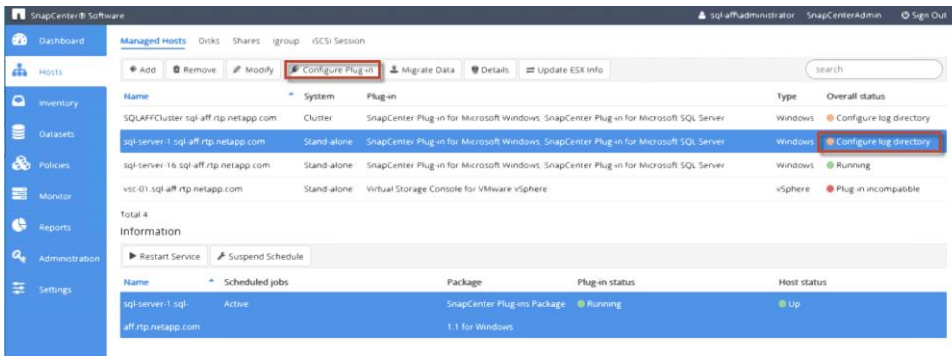 SnapCenter® Software
sql-aff\administrator SnapCenterAdmin Sign Out
Dashboard
Hosts
Inventory
Datasets
Policies
Monitor
Reports
Administration
Settings
Managed Hosts Disks Shares igroup iSCSI Session
Add Remove Modify Configure Plug-in Migrate Data Details Update ESX Info search
Name System Plug-in Type Overall status
SQLAFFCluster.sql-aff.rtp.netapp.com Cluster SnapCenter Plug-in for Microsoft Windows, SnapCenter Plug-in for Microsoft SQL Server Windows Configure log directory
sql-server-1.sql-aff.rtp.netapp.com Stand-alone SnapCenter Plug-in for Microsoft Windows, SnapCenter Plug-in for Microsoft SQL Server Windows Configure log directory
sql-server-16.sql-aff.rtp.netapp.com Stand-alone SnapCenter Plug-in for Microsoft Windows, SnapCenter Plug-in for Microsoft SQL Server Windows Running
vsc-01.sql-aff.rtp.netapp.com Stand-alone Virtual Storage Console for VMware vSphere vSphere Plug-in incompatible
Total 4
Information
Restart Service Suspend Schedule
Name Scheduled jobs Package Plug-in status Host status
sql-server-1.sql- Active SnapCenter Plug-ins Package Running Up
aff.rtp.netapp.com 1.1 for Windows